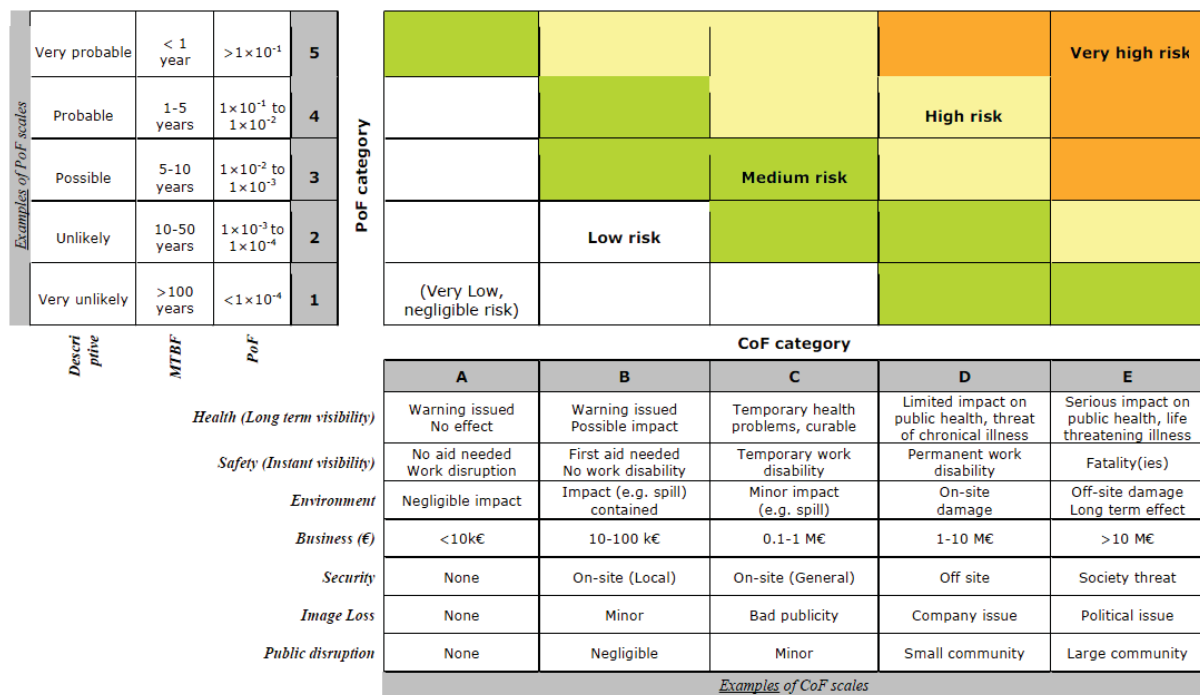 Examples of PoF scales
Very probable
< 1
year
>1×10⁻¹
5
Very high risk
Probable
1-5
years
1×10⁻¹ to
1×10⁻²
4
High risk
Possible
5-10
years
1×10⁻² to
1×10⁻³
3
Medium risk
Unlikely
10-50
years
1×10⁻³ to
1×10⁻⁴
2
Low risk
Very unlikely
>100
years
<1×10⁻⁴
1
(Very Low,
negligible risk)
PoF category
Descri
ptive
MTBF
PoF
CoF category
A
B
C
D
E
Health (Long term visibility)
Warning issued
No effect
Warning issued
Possible impact
Temporary health
problems, curable
Limited impact on
public health, threat
of chronical illness
Serious impact on
public health, life
threatening illness
Safety (Instant visibility)
No aid needed
Work disruption
First aid needed
No work disability
Temporary work
disability
Permanent work
disability
Fatality(ies)
Environment
Negligible impact
Impact (e.g. spill)
contained
Minor impact
(e.g. spill)
On-site
damage
Off-site damage
Long term effect
Business (€)
<10k€
10-100 k€
0.1-1 M€
1-10 M€
>10 M€
Security
None
On-site (Local)
On-site (General)
Off site
Society threat
Image Loss
None
Minor
Bad publicity
Company issue
Political issue
Public disruption
None
Negligible
Minor
Small community
Large community
Examples of CoF scales